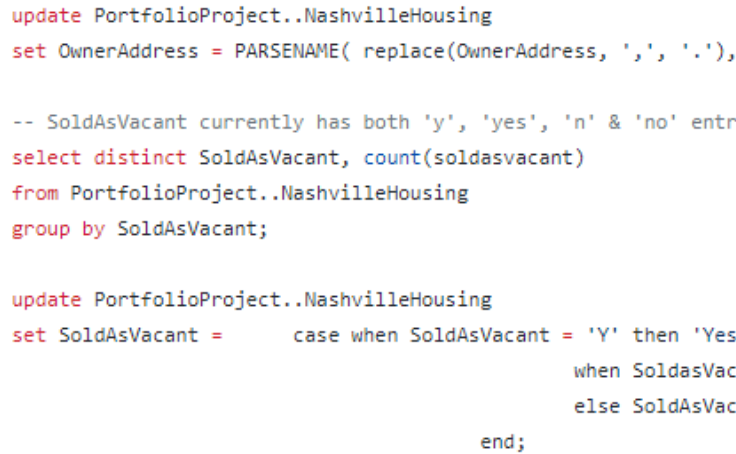 update PortfolioProject..NashvilleHousing
set OwnerAddress = PARSENAME( replace(OwnerAddress, ',', '.'),
-- SoldAsVacant currently has both 'y', 'yes', 'n' & 'no' entr
select distinct SoldAsVacant, count(soldasvacant)
from PortfolioProject..NashvilleHousing
group by SoldAsVacant;
update PortfolioProject..NashvilleHousing
set SoldAsVacant = case when SoldAsVacant = 'Y' then 'Yes
when SoldasVac
else SoldAsVac
end;